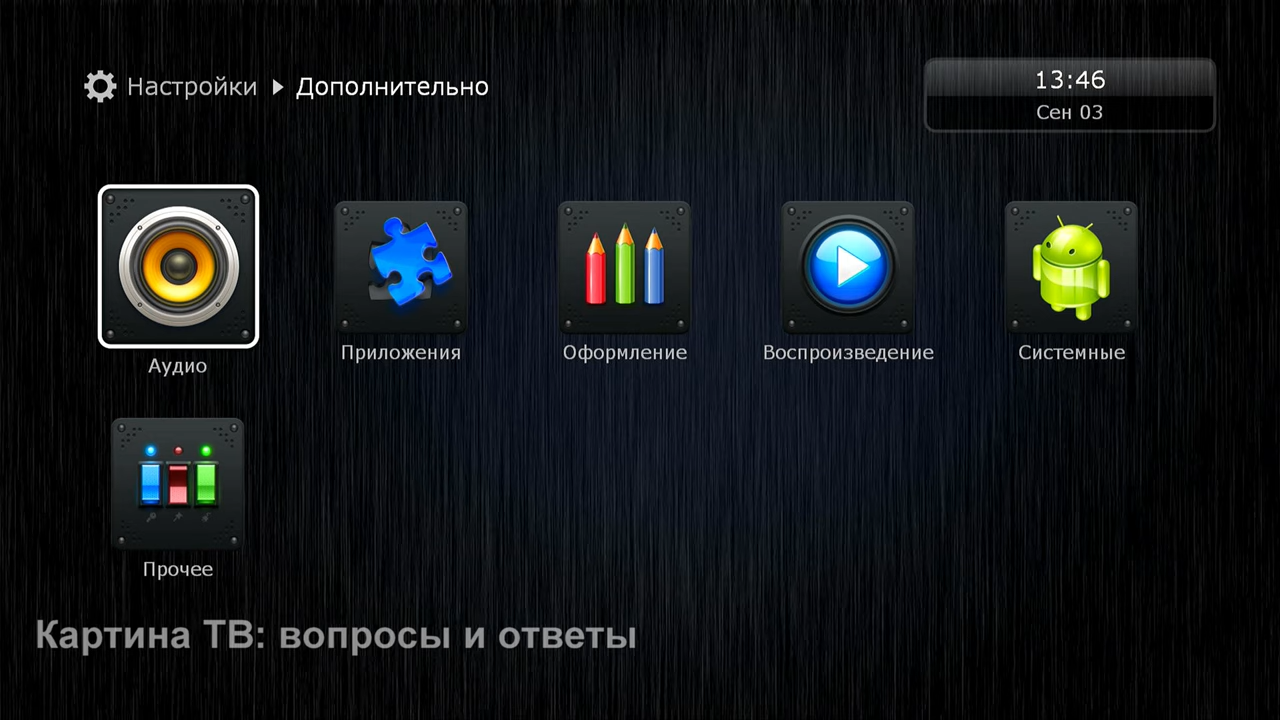 Настройки ▶ Дополнительно
13:46
Сен 03
Аудио
Приложения
Оформление
Воспроизведение
Системные
Прочее
Картина ТВ: вопросы и ответы